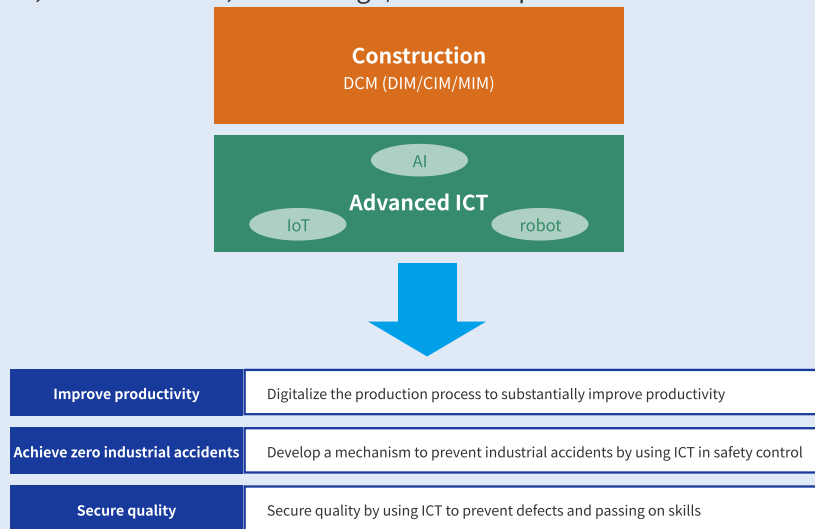 Construction
DCM (DIM/CIM/MIM)
AI
Advanced ICT
IoT
robot
Improve productivity
Digitalize the production process to substantially improve productivity
Achieve zero industrial accidents
Develop a mechanism to prevent industrial accidents by using ICT in safety control
Secure quality
Secure quality by using ICT to prevent defects and passing on skills